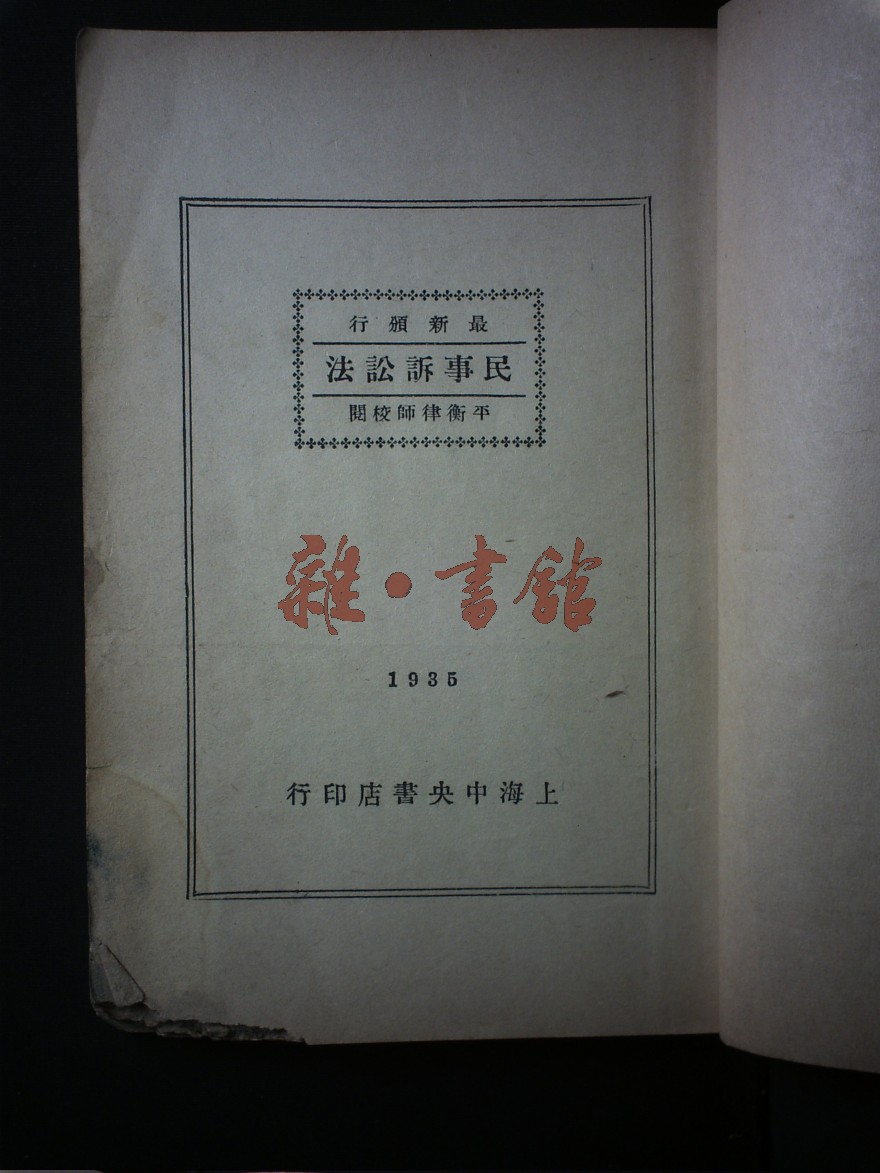 最新頒行
民事訴訟法
平衡律師校閱
雜·書館
1935
上海中央書店印行